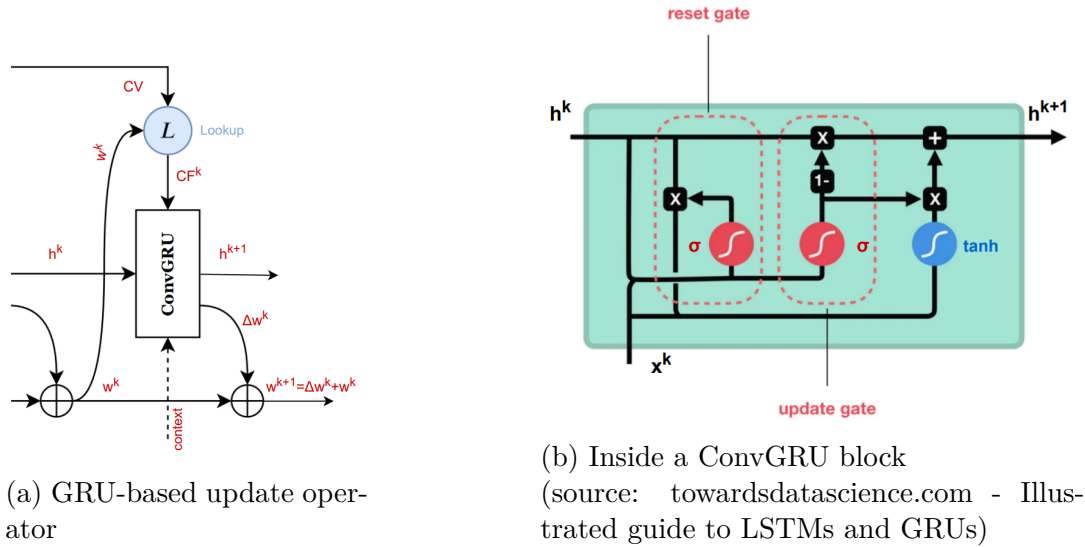 CV
L
Lookup
w^k
CF^k
h^k
ConvGRU
h^{k+1}
Δw^k
w^k
w^{k+1}=Δw^k+w^k
context
(a) GRU-based update oper-
ator
reset gate
h^k
h^{k+1}
X
+
1-
X
X
σ
σ
tanh
x^k
update gate
(b) Inside a ConvGRU block
(source: towardsdatascience.com - Illus-
trated guide to LSTMs and GRUs)